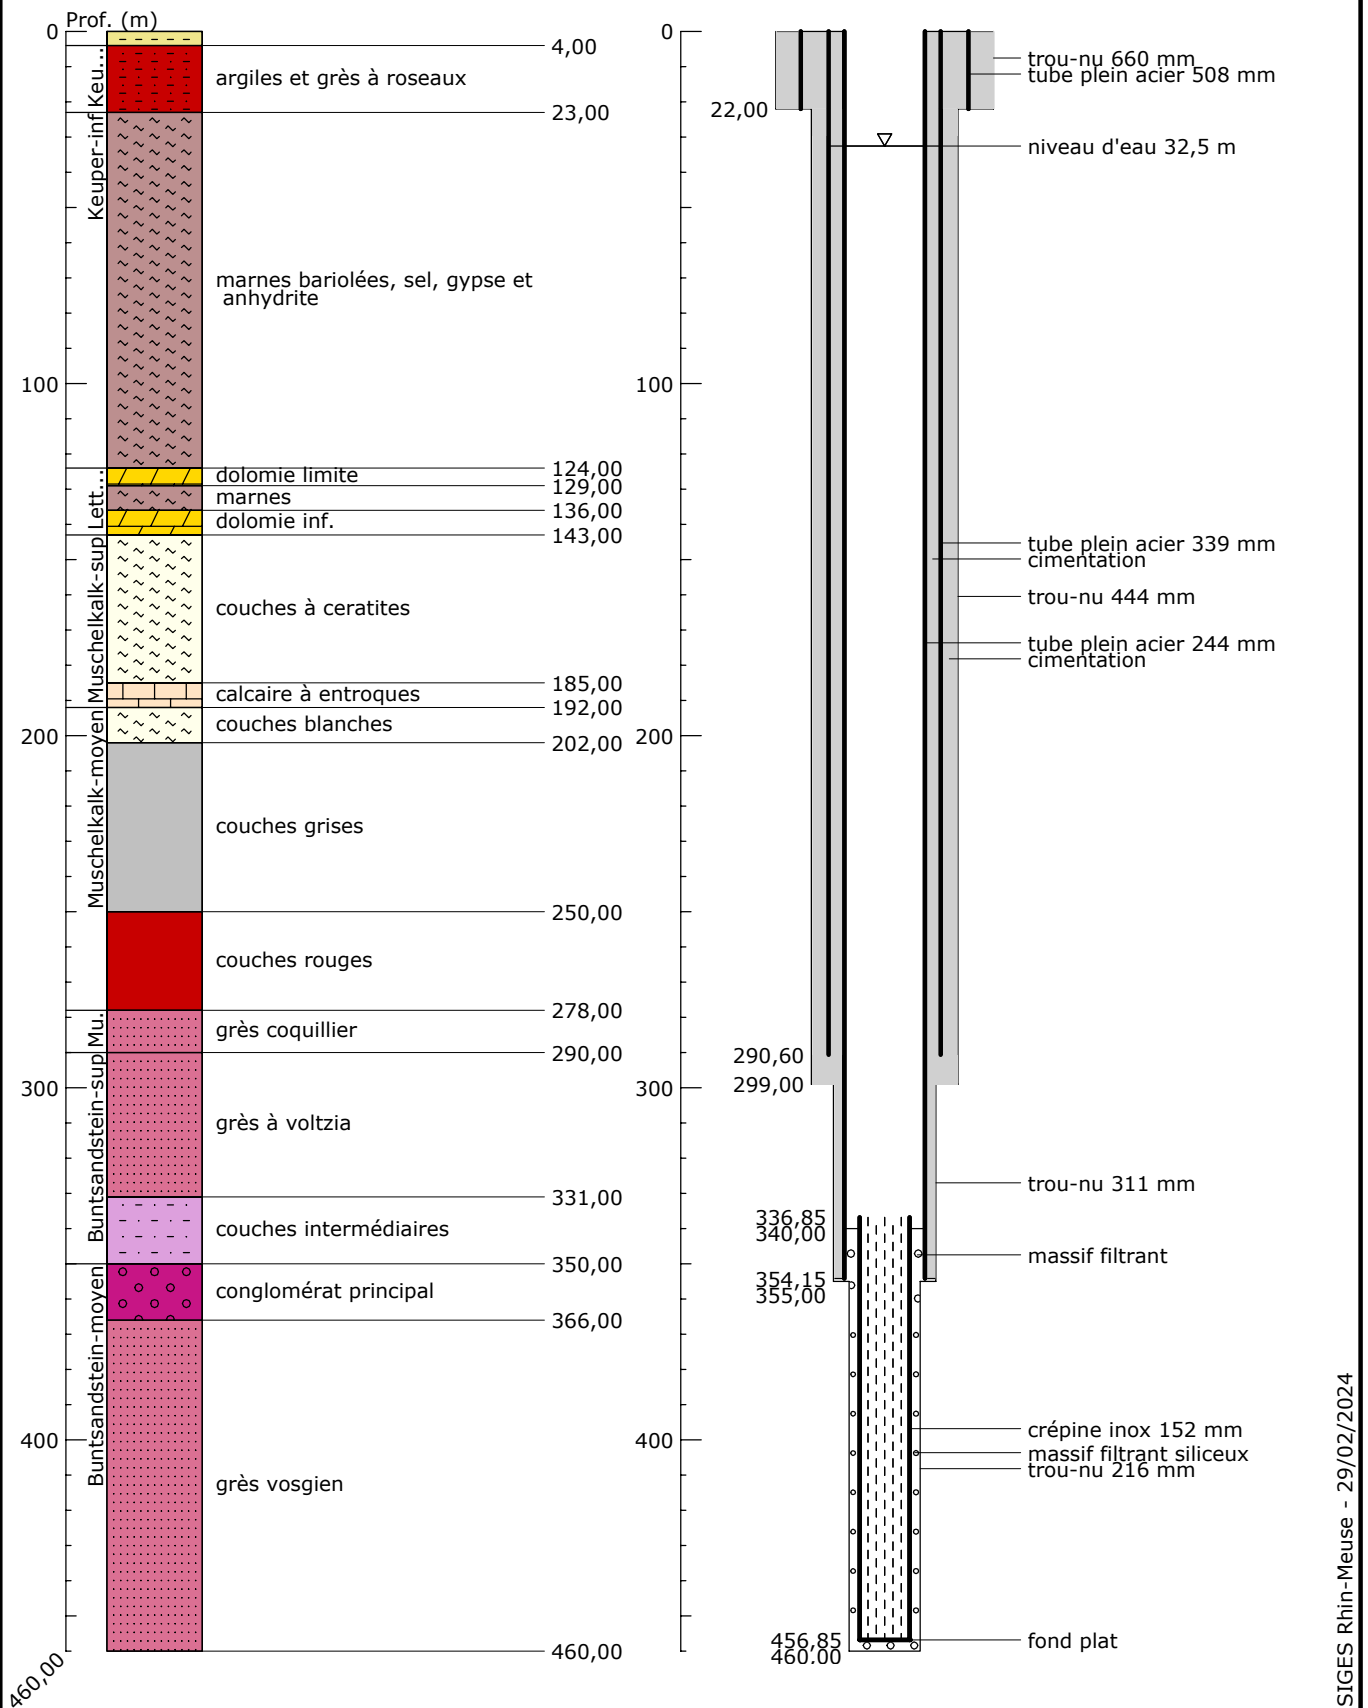 Prof. (m)
0
4,00
Keu...
argiles et grès à roseaux
23,00
Keuper-inf
marnes bariolées, sel, gypse et
anhydrite
100
124,00
Lett...
dolomie limite
129,00
marnes
136,00
dolomie inf.
143,00
Muschelkalk-sup
couches à ceratites
185,00
calcaire à entroques
192,00
Muschelkalk-moyen
couches blanches
200
202,00
couches grises
250,00
couches rouges
278,00
Mu.
grès coquillier
290,00
300
Buntsandstein-sup
grès à voltzia
331,00
couches intermédiaires
350,00
Buntsandstein-moyen
conglomérat principal
366,00
400
grès vosgien
460,00
460,00
0
trou-nu 660 mm
tube plein acier 508 mm
22,00
niveau d'eau 32,5 m
100
tube plein acier 339 mm
cimentation
trou-nu 444 mm
tube plein acier 244 mm
cimentation
200
290,60
299,00
300
trou-nu 311 mm
336,85
340,00
massif filtrant
354,15
355,00
400
crépine inox 152 mm
massif filtrant siliceux
trou-nu 216 mm
456,85
460,00
fond plat
SIGES Rhin-Meuse - 29/02/2024